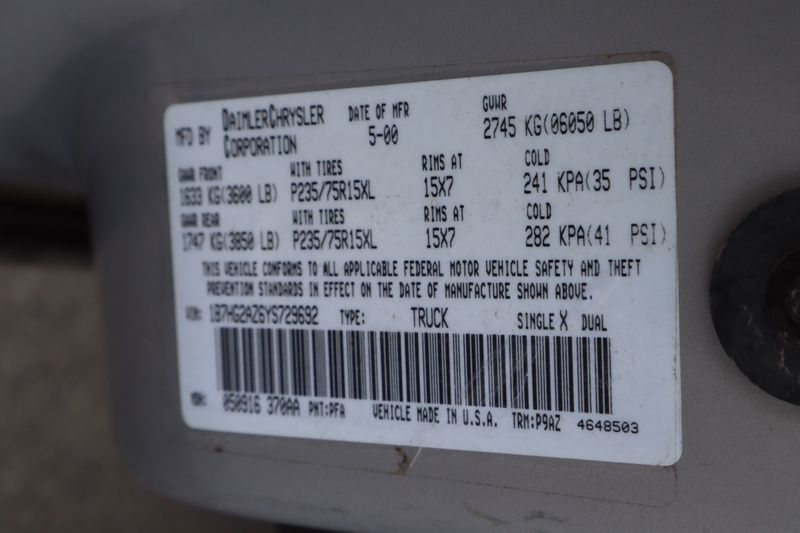 MFD BY DAIMLERCHRYSLER CORPORATION DATE OF MFR 5-00 GVWR 2745 KG(06050 LB)
GAWR FRONT WITH TIRES RIMS AT COLD
1633 KG(3600 LB) P235/75R15XL 15X7 241 KPA(35 PSI)
GAWR REAR WITH TIRES RIMS AT COLD
1747 KG(3850 LB) P235/75R15XL 15X7 282 KPA(41 PSI)
THIS VEHICLE CONFORMS TO ALL APPLICABLE FEDERAL MOTOR VEHICLE SAFETY AND THEFT
PREVENTION STANDARDS IN EFFECT ON THE DATE OF MANUFACTURE SHOWN ABOVE.
VIN: 1B7HG2AZ6YS729692 TYPE: TRUCK SINGLE X DUAL
MDH: 050916 370AA PNT:PFA VEHICLE MADE IN U.S.A. TRM:P9AZ 4648503